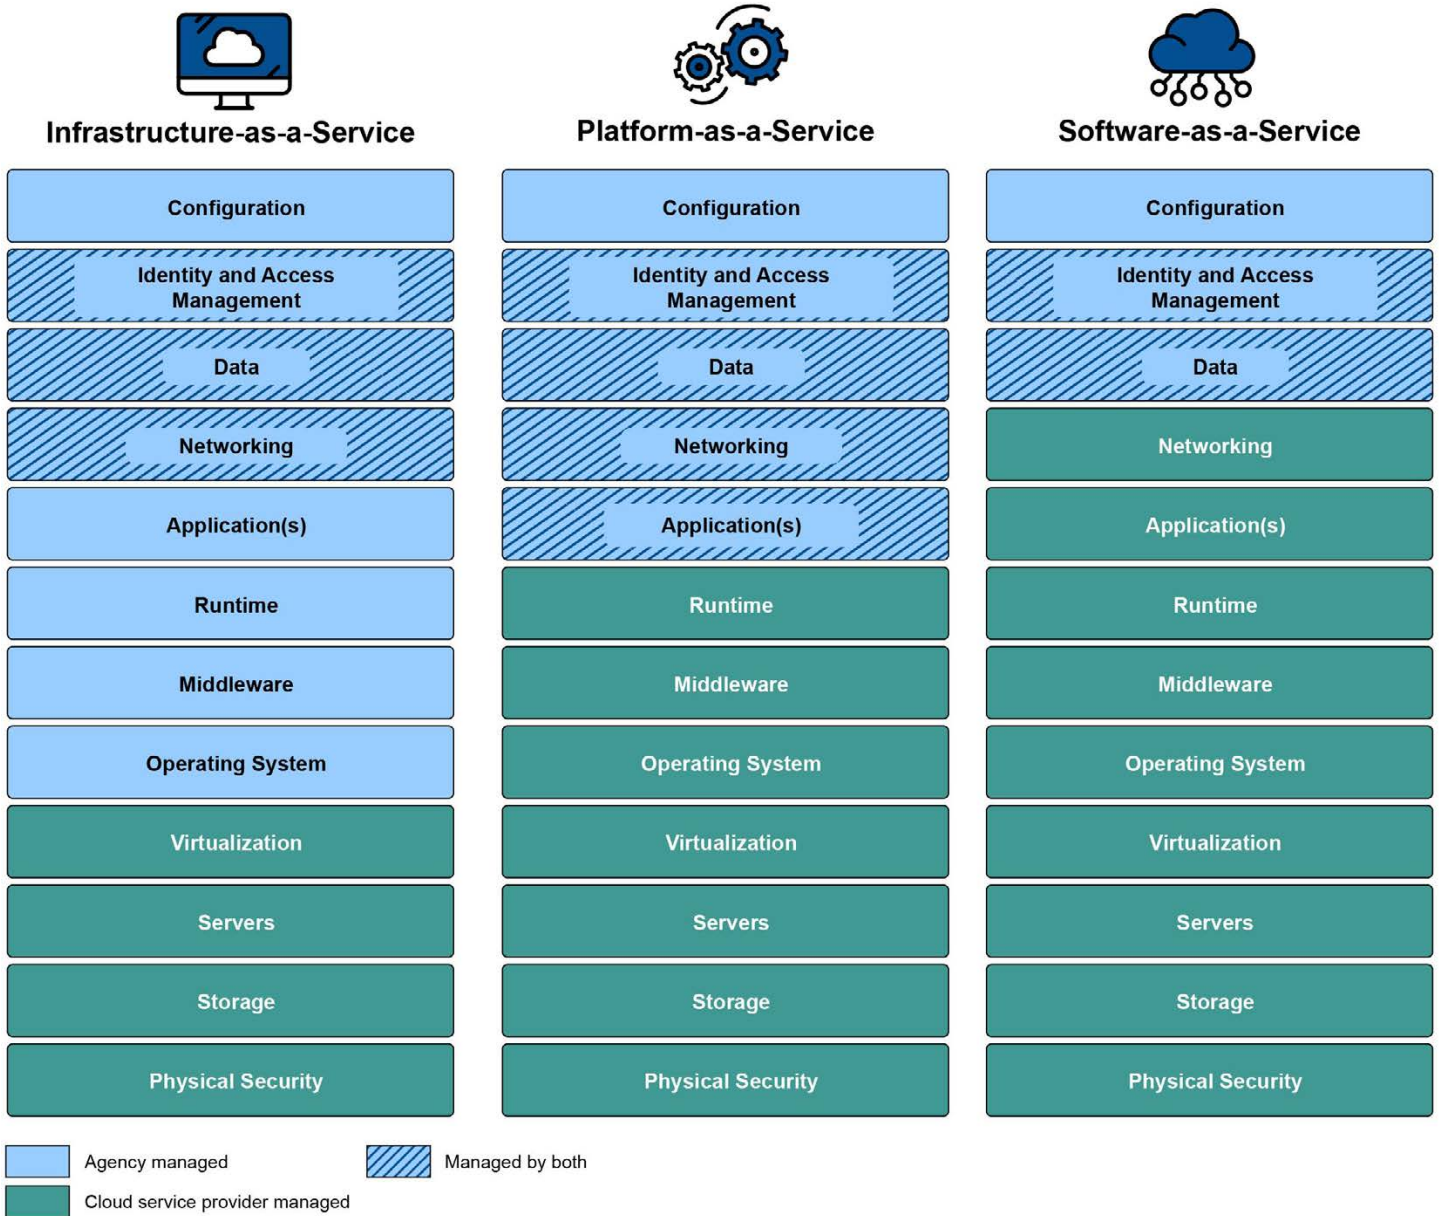 Infrastructure-as-a-Service
Configuration
Identity and Access
Management
Data
Networking
Application(s)
Runtime
Middleware
Operating System
Virtualization
Servers
Storage
Physical Security
Platform-as-a-Service
Configuration
Identity and Access
Management
Data
Networking
Application(s)
Runtime
Middleware
Operating System
Virtualization
Servers
Storage
Physical Security
Software-as-a-Service
Configuration
Identity and Access
Management
Data
Networking
Application(s)
Runtime
Middleware
Operating System
Virtualization
Servers
Storage
Physical Security
Agency managed
Managed by both
Cloud service provider managed